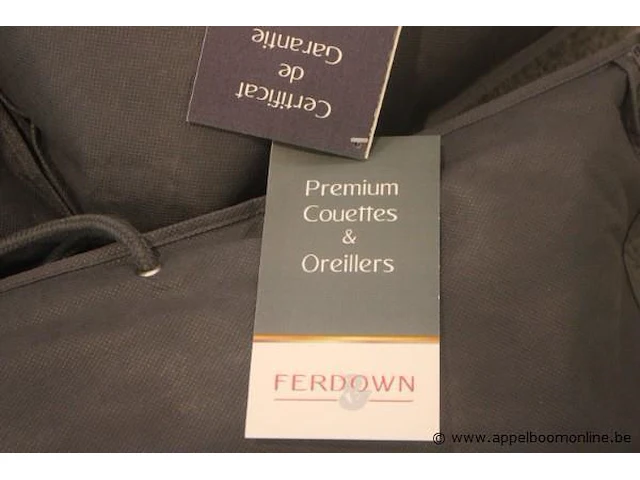 Certificat
de
Garantie
Premium
Couettes
&
Oreillers
FERDOWN
© www.appelboomonline.be